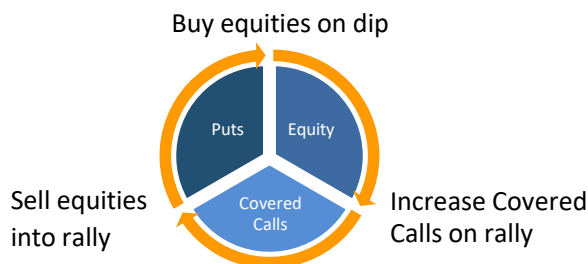 Buy equities on dip
Puts
Equity
Covered
Calls
Sell equities
into rally
Increase Covered
Calls on rally